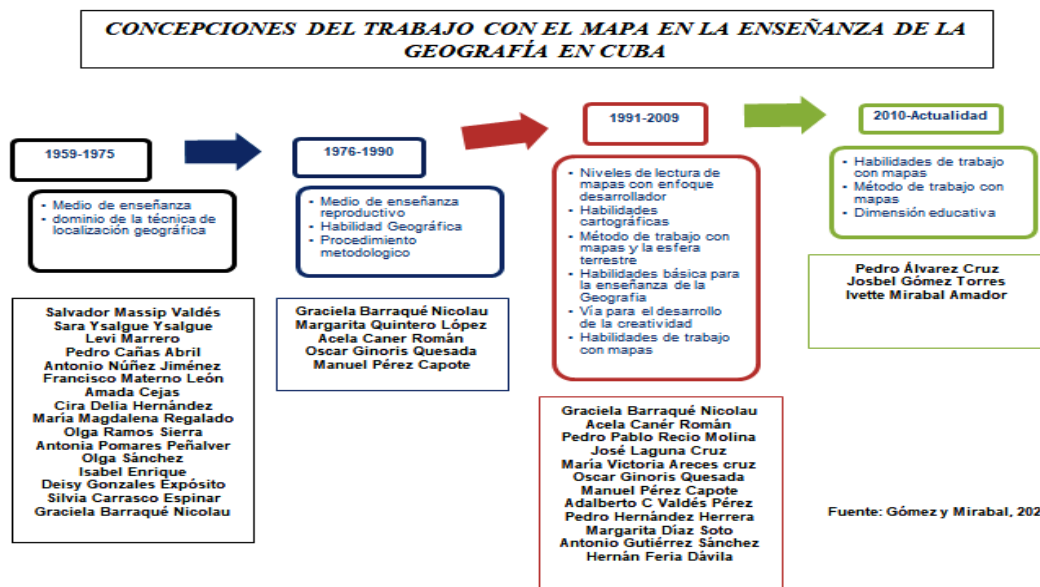 CONCEPCIONES DEL TRABAJO CON EL MAPA EN LA ENSEÑANZA DE LA
GEOGRAFÍA EN CUBA
1959-1975
• Medio de enseñanza
• dominio de la técnica de
localización geográfica
Salvador Massip Valdés
Sara Ysalgue Ysalgue
Levi Marrero
Pedro Cañas Abril
Antonio Núñez Jiménez
Francisco Materno León
Amada Cejas
Cira Delia Hernández
María Magdalena Regalado
Olga Ramos Sierra
Antonia Pomares Peñalver
Olga Sánchez
Isabel Enrique
Deisy Gonzales Expósito
Silvia Carrasco Espinar
Graciela Barraqué Nicolau
1976-1990
• Medio de enseñanza
reproductivo
• Habilidad Geográfica
• Procedimiento
metodologico
Graciela Barraqué Nicolau
Margarita Quintero López
Acela Caner Román
Oscar Ginoris Quesada
Manuel Pérez Capote
1991-2009
• Niveles de lectura de
mapas con enfoque
desarrollador
• Habilidades
cartográficas
• Método de trabajo con
mapas y la esfera
terrestre
• Habilidades básica para
la enseñanza de la
Geografia
• Vía para el desarrollo
de la creatividad
• Habilidades de trabajo
con mapas
Graciela Barraqué Nicolau
Acela Canér Román
Pedro Pablo Recio Molina
José Laguna Cruz
María Victoria Areces cruz
Oscar Ginoris Quesada
Manuel Pérez Capote
Adalberto C Valdés Pérez
Pedro Hernández Herrera
Margarita Díaz Soto
Antonio Gutiérrez Sánchez
Hernán Feria Dávila
2010-Actualidad
• Habilidades de trabajo
con mapas
• Método de trabajo con
mapas
• Dimensión educativa
Pedro Álvarez Cruz
Josbel Gómez Torres
Ivette Mirabal Amador
Fuente: Gómez y Mirabal, 202